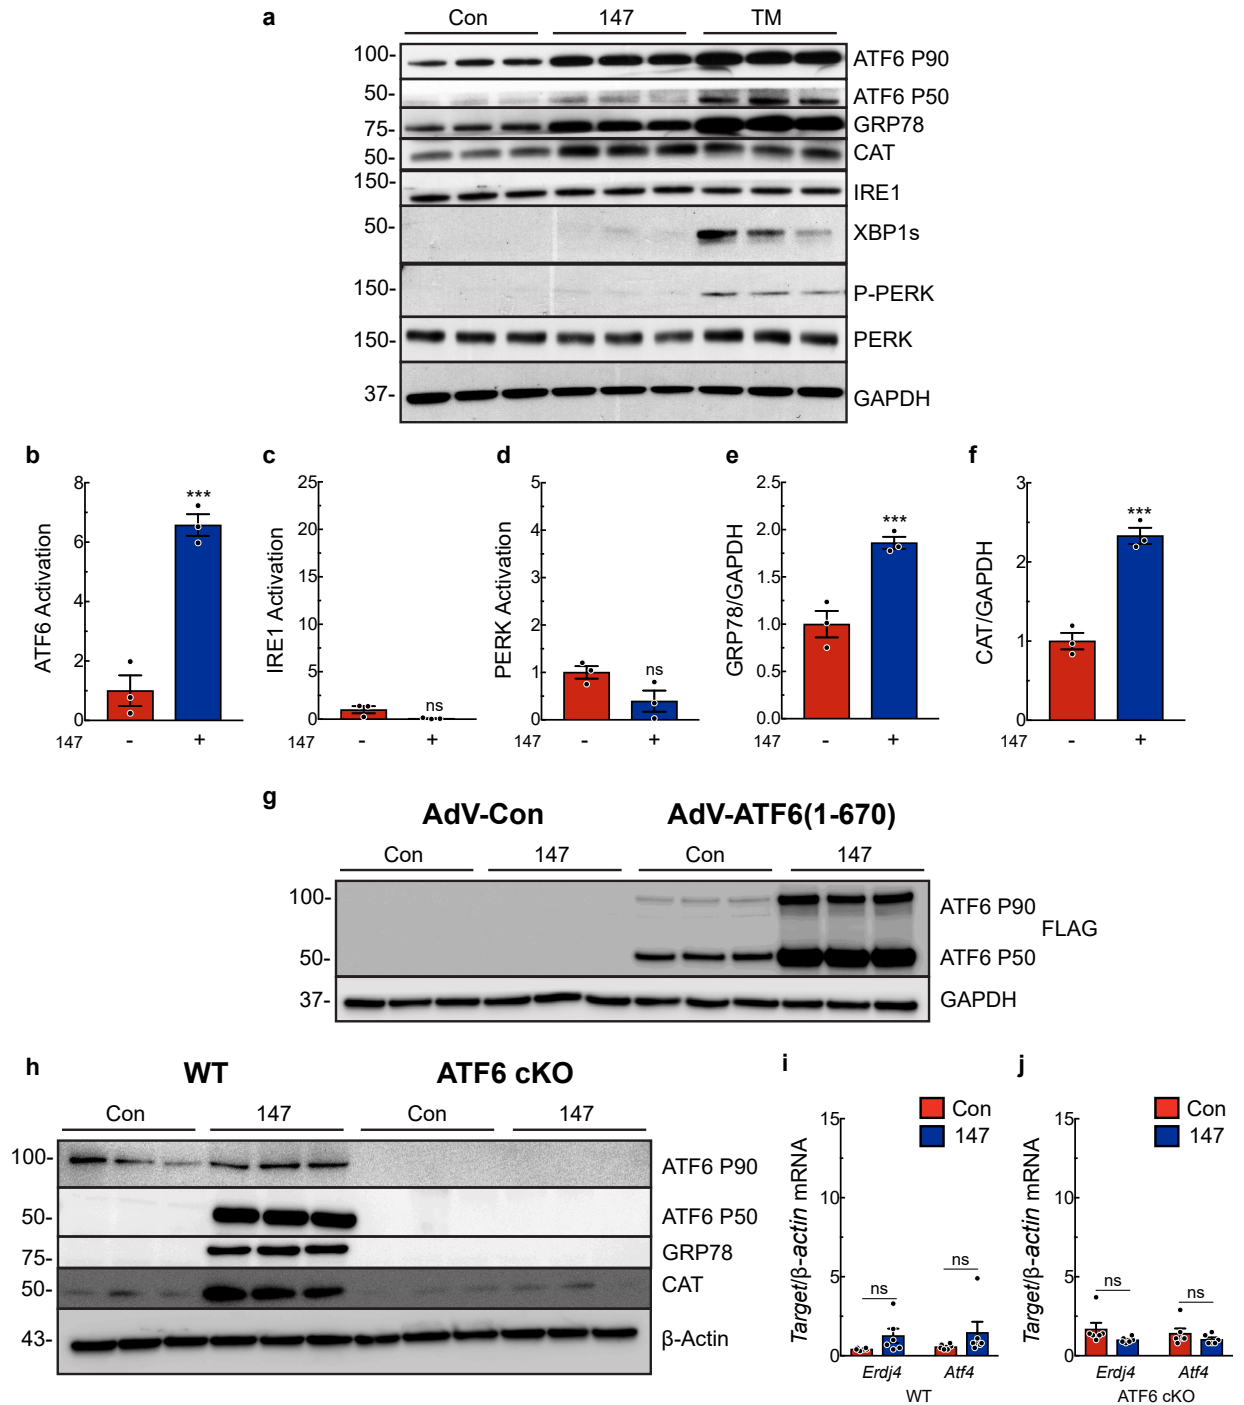 a
Con 147 TM
100- ATF6 P90
50- ATF6 P50
75- GRP78
50- CAT
150- IRE1
50- XBP1s
150- P-PERK
150- PERK
37- GAPDH
b
ATF6 Activation
8
6
4
2
0
***
147 - +
c
IRE1 Activation
25
20
15
10
5
0
ns
147 - +
d
PERK Activation
5
4
3
2
1
0
ns
147 - +
e
GRP78/GAPDH
2.5
2.0
1.5
1.0
0.5
0.0
***
147 - +
f
CAT/GAPDH
3
2
1
0
***
147 - +
g
AdV-Con AdV-ATF6(1-670)
Con 147 Con 147
100- ATF6 P90
FLAG
50- ATF6 P50
37- GAPDH
h
WT ATF6 cKO
Con 147 Con 147
100- ATF6 P90
50- ATF6 P50
75- GRP78
50- CAT
43- β-Actin
i
Con
147
Target/β-actin mRNA
15
10
5
0
ns ns
Erdj4 Atf4
WT
j
Con
147
Target/β-actin mRNA
15
10
5
0
ns ns
Erdj4 Atf4
ATF6 cKO